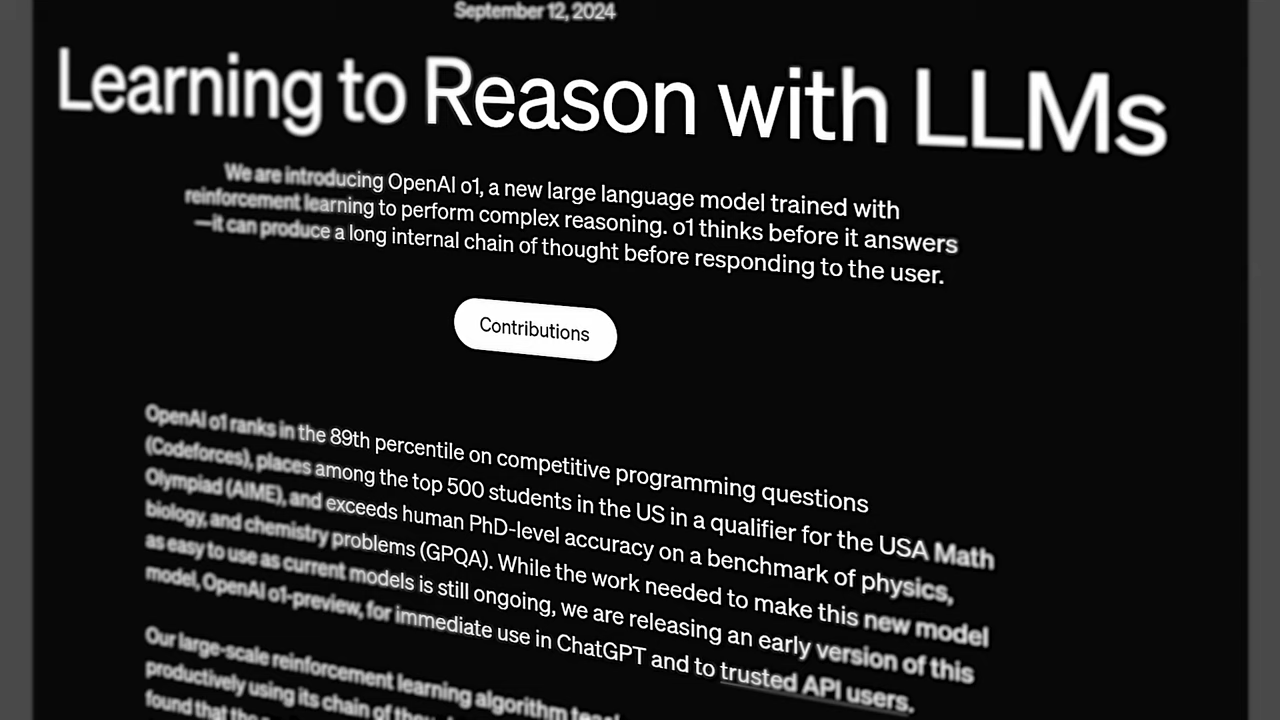 September 12, 2024
Learning to Reason with LLMs
We are introducing OpenAI o1, a new large language model trained with
reinforcement learning to perform complex reasoning. o1 thinks before it answers
—it can produce a long internal chain of thought before responding to the user.
Contributions
OpenAI o1 ranks in the 89th percentile on competitive programming questions
(Codeforces), places among the top 500 students in the US in a qualifier for the USA Math
Olympiad (AIME), and exceeds human PhD-level accuracy on a benchmark of physics,
biology, and chemistry problems (GPQA). While the work needed to make this new model
as easy to use as current models is still ongoing, we are releasing an early version of this
model, OpenAI o1-preview, for immediate use in ChatGPT and to trusted API users.
Our large-scale reinforcement learning algorithm
productively using its chain of
found that the